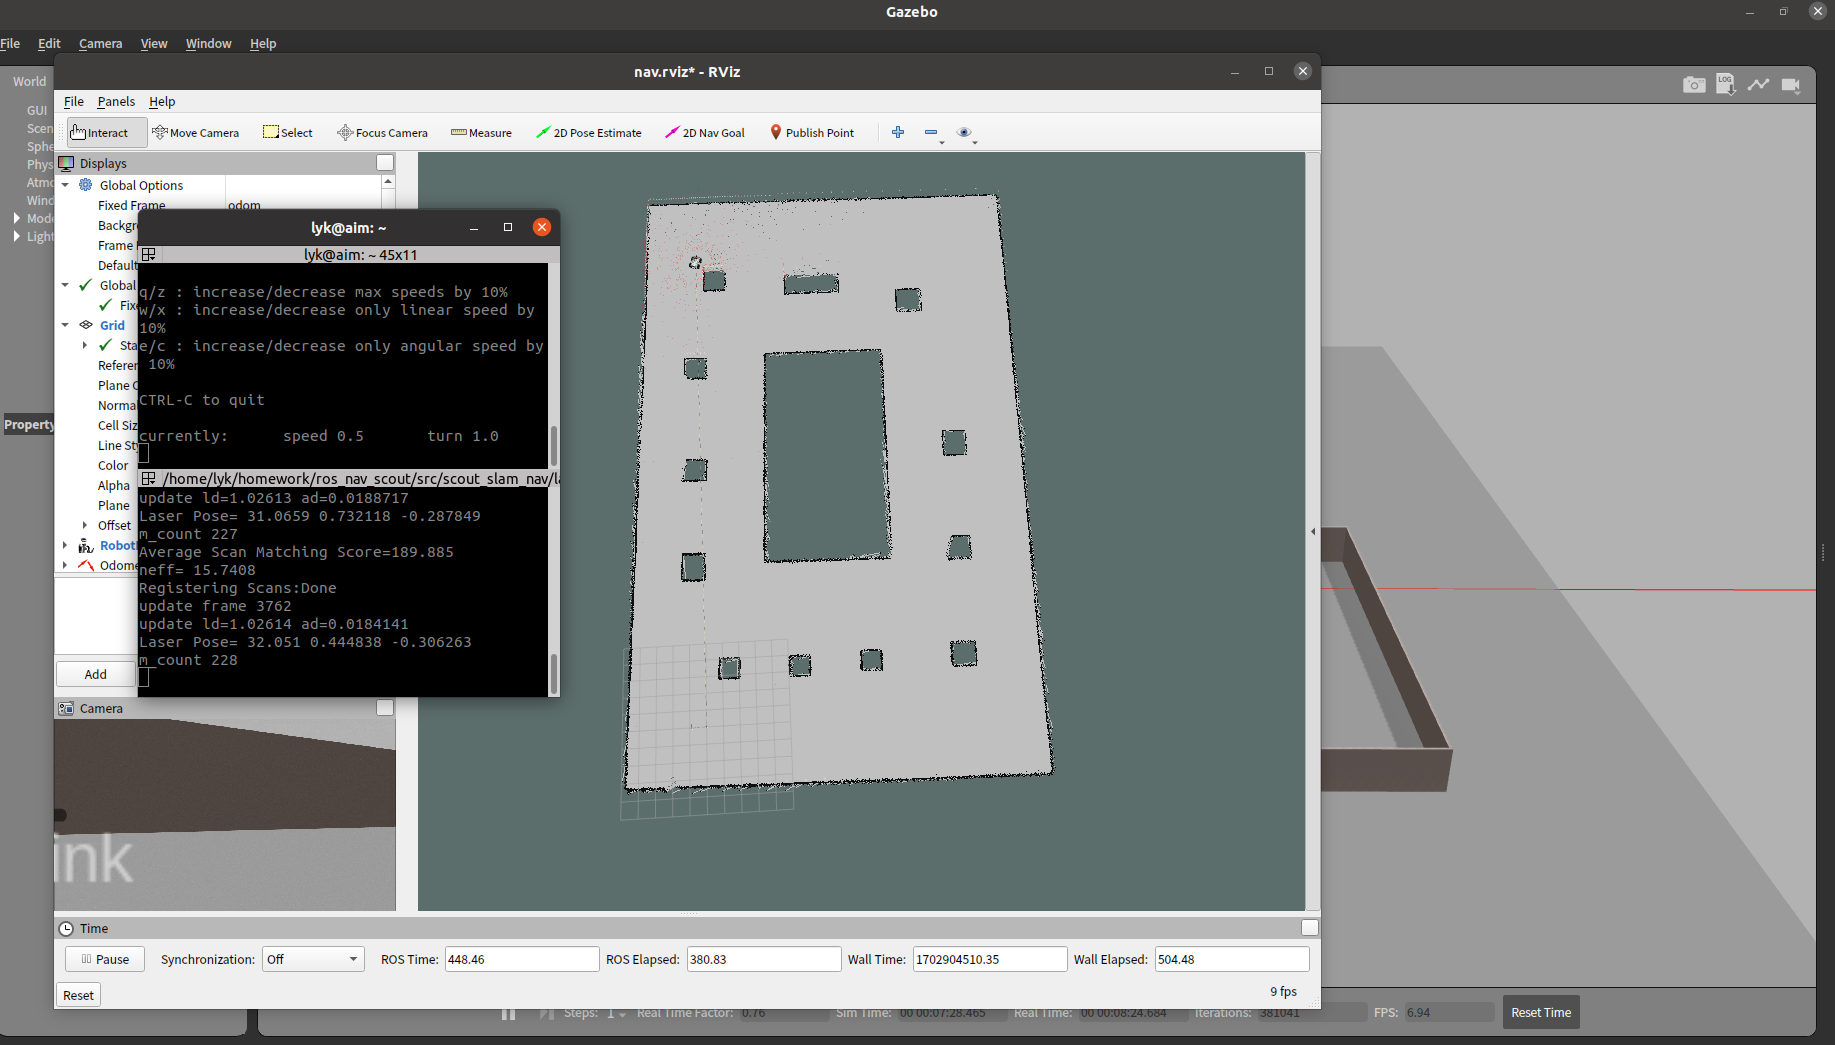 Gazebo
File Edit Camera View Window Help
World
GUI
Scen
Sphe
Phys
Atmo
Wind
Mode
Light
Property
nav.rviz* - RViz
File Panels Help
Interact Move Camera Select Focus Camera Measure 2D Pose Estimate 2D Nav Goal Publish Point
Displays
Global Options
Fixed Frame odom
Backgr
Frame
Default
Global
Fix
Grid
Sta
Referen
Plane C
Normal
Cell Siz
Line Sty
Color
Alpha
Plane
Offset
Robot
Odome
Add
lyk@aim: ~
lyk@aim: ~ 45x11
q/z : increase/decrease max speeds by 10%
w/x : increase/decrease only linear speed by
10%
e/c : increase/decrease only angular speed by
10%
CTRL-C to quit
currently: speed 0.5 turn 1.0
/home/lyk/homework/ros_nav_scout/src/scout_slam_nav/la
update ld=1.02613 ad=0.0188717
Laser Pose= 31.0659 0.732118 -0.287849
m_count 227
Average Scan Matching Score=189.885
neff= 15.7408
Registering Scans:Done
update frame 3762
update ld=1.02614 ad=0.0184141
Laser Pose= 32.051 0.444838 -0.306263
m_count 228
Camera
ink
Time
Pause Synchronization: Off ROS Time: 448.46 ROS Elapsed: 380.83 Wall Time: 1702904510.35 Wall Elapsed: 504.48
Reset 9 fps
Steps: 1 Real Time Factor: 0.76 Sim Time: 00 00:07:28.465 Real Time: 00 00:08:24.684 Iterations: 381041 FPS: 6.94 Reset Time
LOG